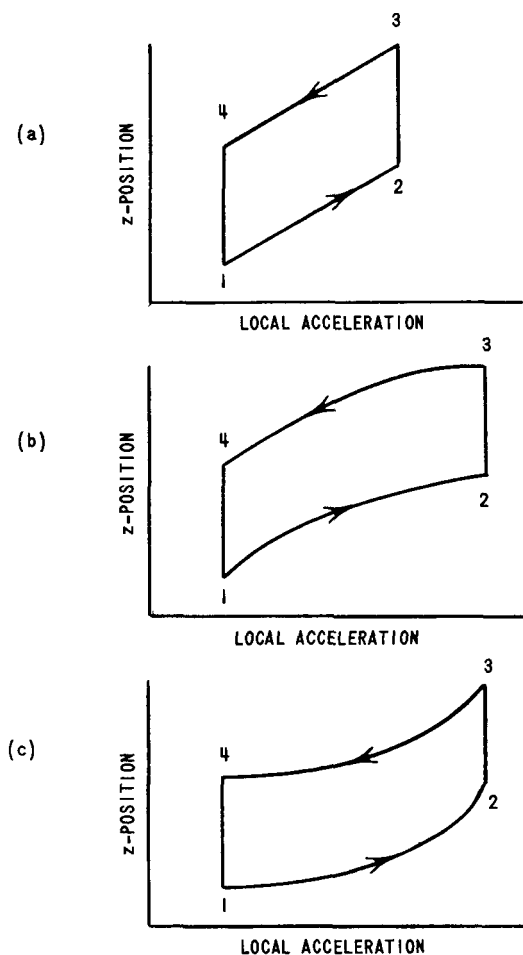 (a)
3
4
2
1
z-POSITION
LOCAL ACCELERATION
(b)
3
4
2
1
z-POSITION
LOCAL ACCELERATION
(c)
3
4
2
1
z-POSITION
LOCAL ACCELERATION